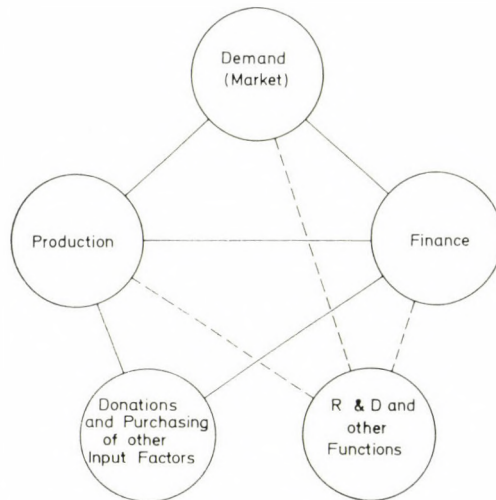 Demand
(Market)
Production
Finance
Donations
and Purchasing
of other
Input Factors
R & D and
other
Functions